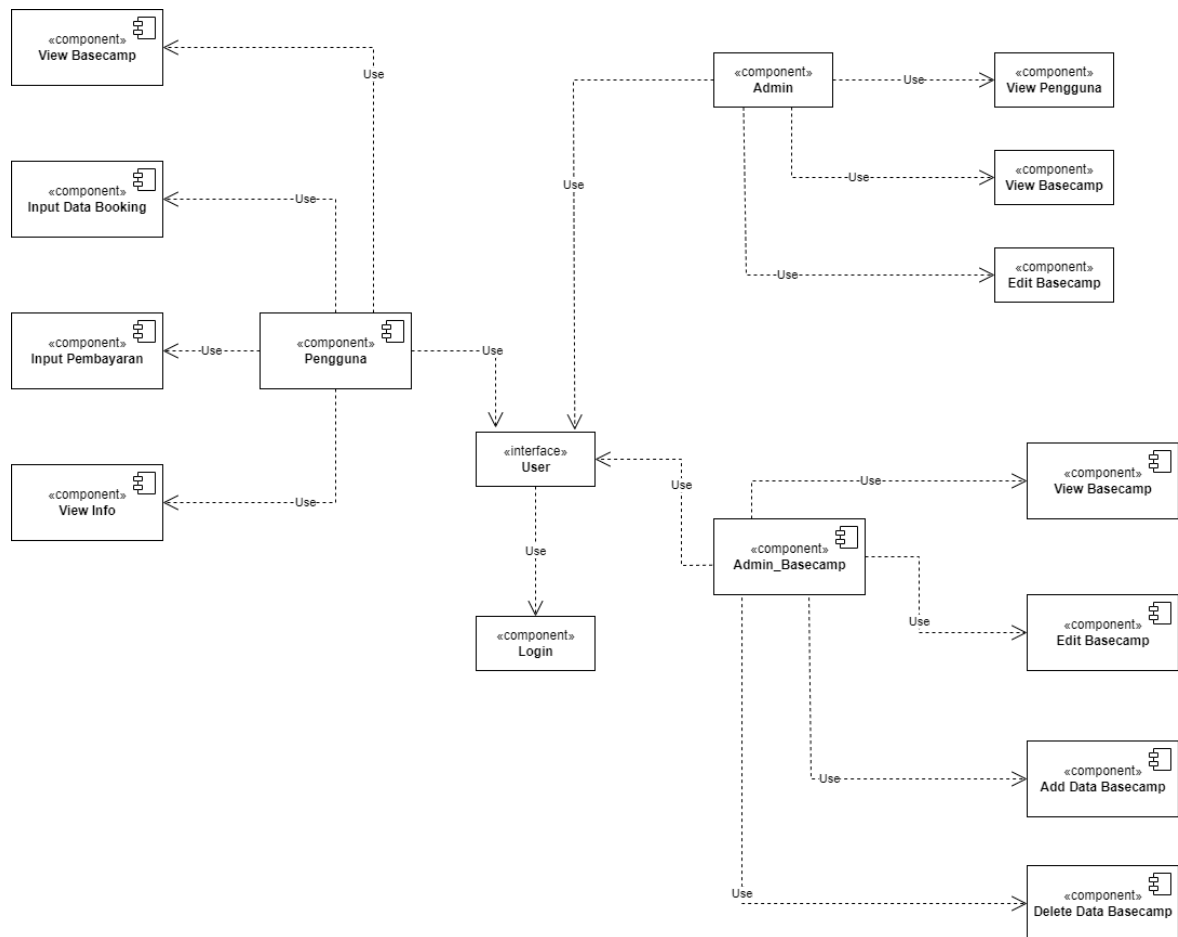 «component»
View Basecamp
Use
«component»
Admin
Use
«component»
View Pengguna
«component»
Input Data Booking
Use
Use
Use
«component»
View Basecamp
Use
«component»
Edit Basecamp
«component»
Input Pembayaran
Use
«component»
Pengguna
Use
«interface»
User
«component»
View Info
Use
Use
Use
«component»
View Basecamp
Use
«component»
Admin_Basecamp
«component»
Login
Use
«component»
Edit Basecamp
Use
«component»
Add Data Basecamp
Use
«component»
Delete Data Basecamp